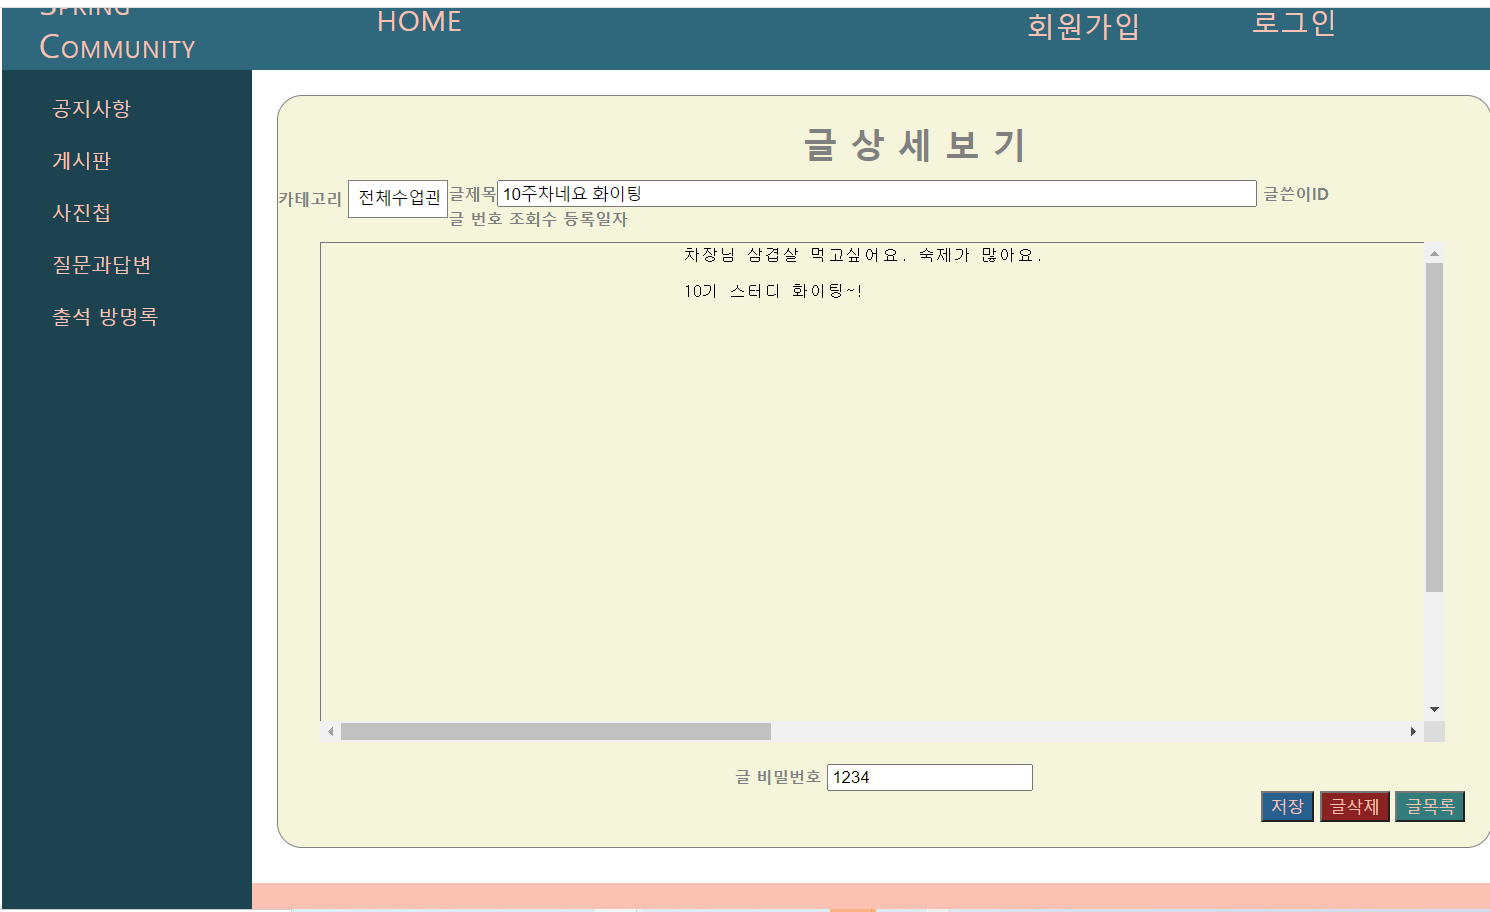 SPRING
COMMUNITY
HOME
회원가입
로그인
공지사항
게시판
사진첩
질문과답변
출석 방명록
글 상 세 보 기
카테고리 전체수업관 글제목 10주차네요 화이팅 글쓴이ID
글 번호 조회수 등록일자
차장님 삼겹살 먹고싶어요. 숙제가 많아요.
10기 스터디 화이팅~!
글 비밀번호 1234
저장 글삭제 글목록